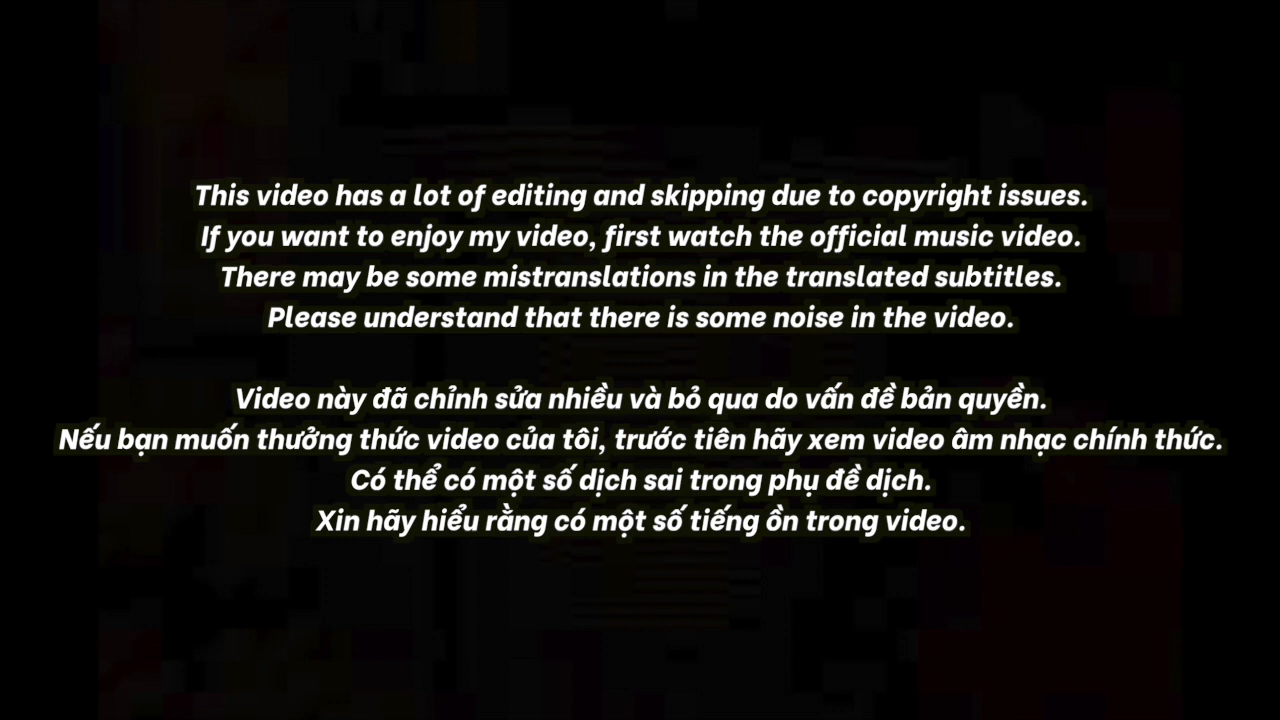 This video has a lot of editing and skipping due to copyright issues.
If you want to enjoy my video, first watch the official music video.
There may be some mistranslations in the translated subtitles.
Please understand that there is some noise in the video.
Video này đã chỉnh sửa nhiều và bỏ qua do vấn đề bản quyền.
Nếu bạn muốn thưởng thức video của tôi, trước tiên hãy xem video âm nhạc chính thức.
Có thể có một số dịch sai trong phụ đề dịch.
Xin hãy hiểu rằng có một số tiếng ồn trong video.